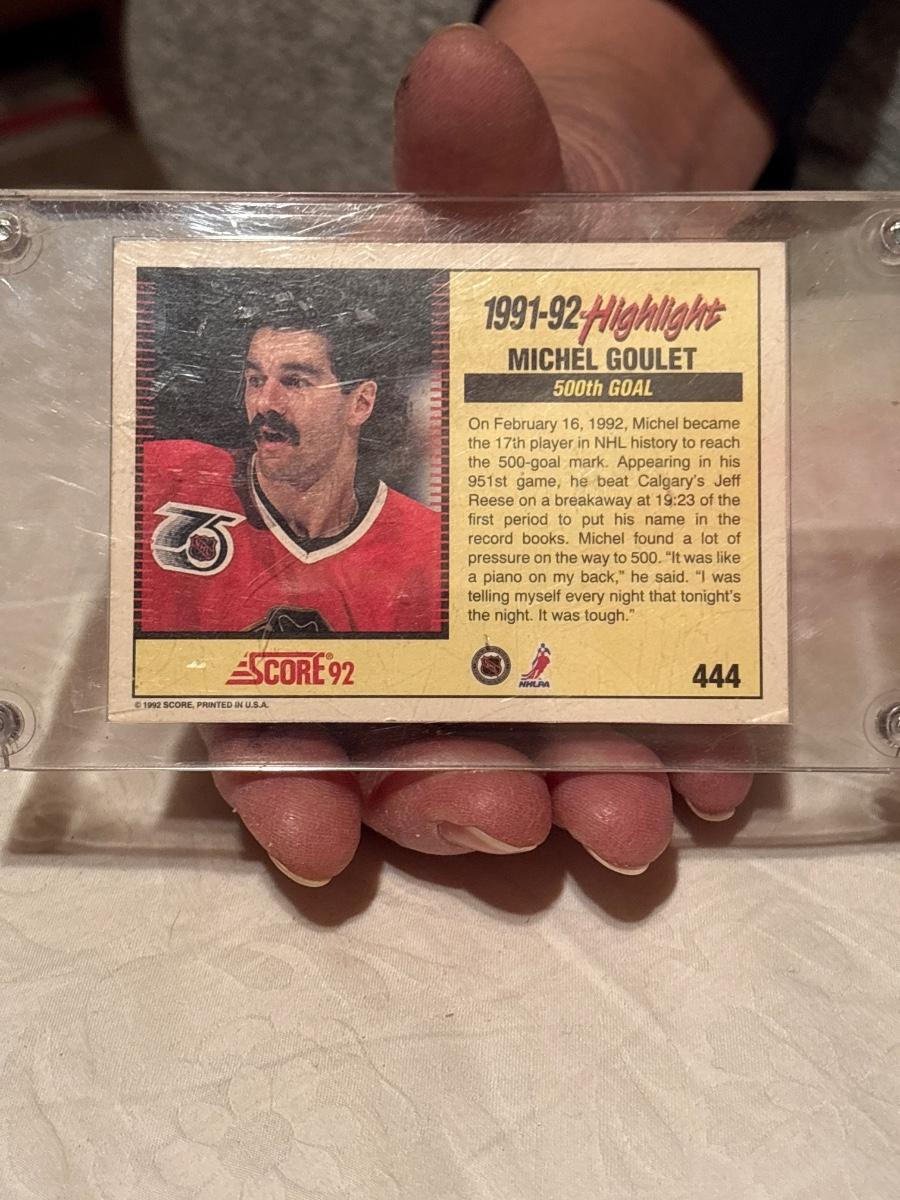 1991-92 Highlight
MICHEL GOULET
500th GOAL
On February 16, 1992, Michel became
the 17th player in NHL history to reach
the 500-goal mark. Appearing in his
951st game, he beat Calgary's Jeff
Reese on a breakaway at 19:23 of the
first period to put his name in the
record books. Michel found a lot of
pressure on the way to 500. "It was like
a piano on my back," he said. "I was
telling myself every night that tonight's
the night. It was tough."
75
SCORE® 92
NHLPA
444
© 1992 SCORE, PRINTED IN U.S.A.